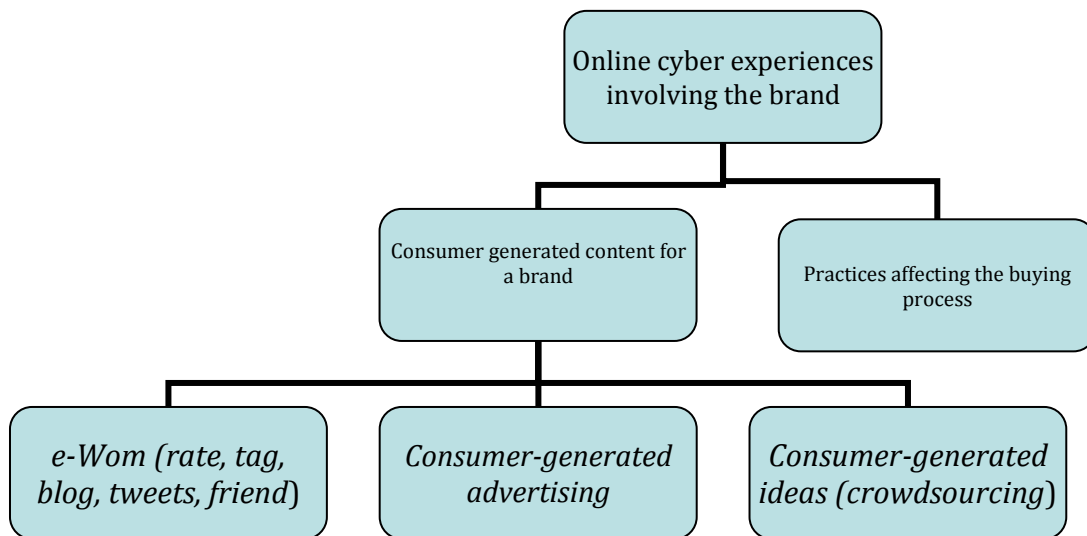 Online cyber experiences
involving the brand
Consumer generated content for
a brand
Practices affecting the buying
process
e-Wom (rate, tag,
blog, tweets, friend)
Consumer-generated
advertising
Consumer-generated
ideas (crowdsourcing)